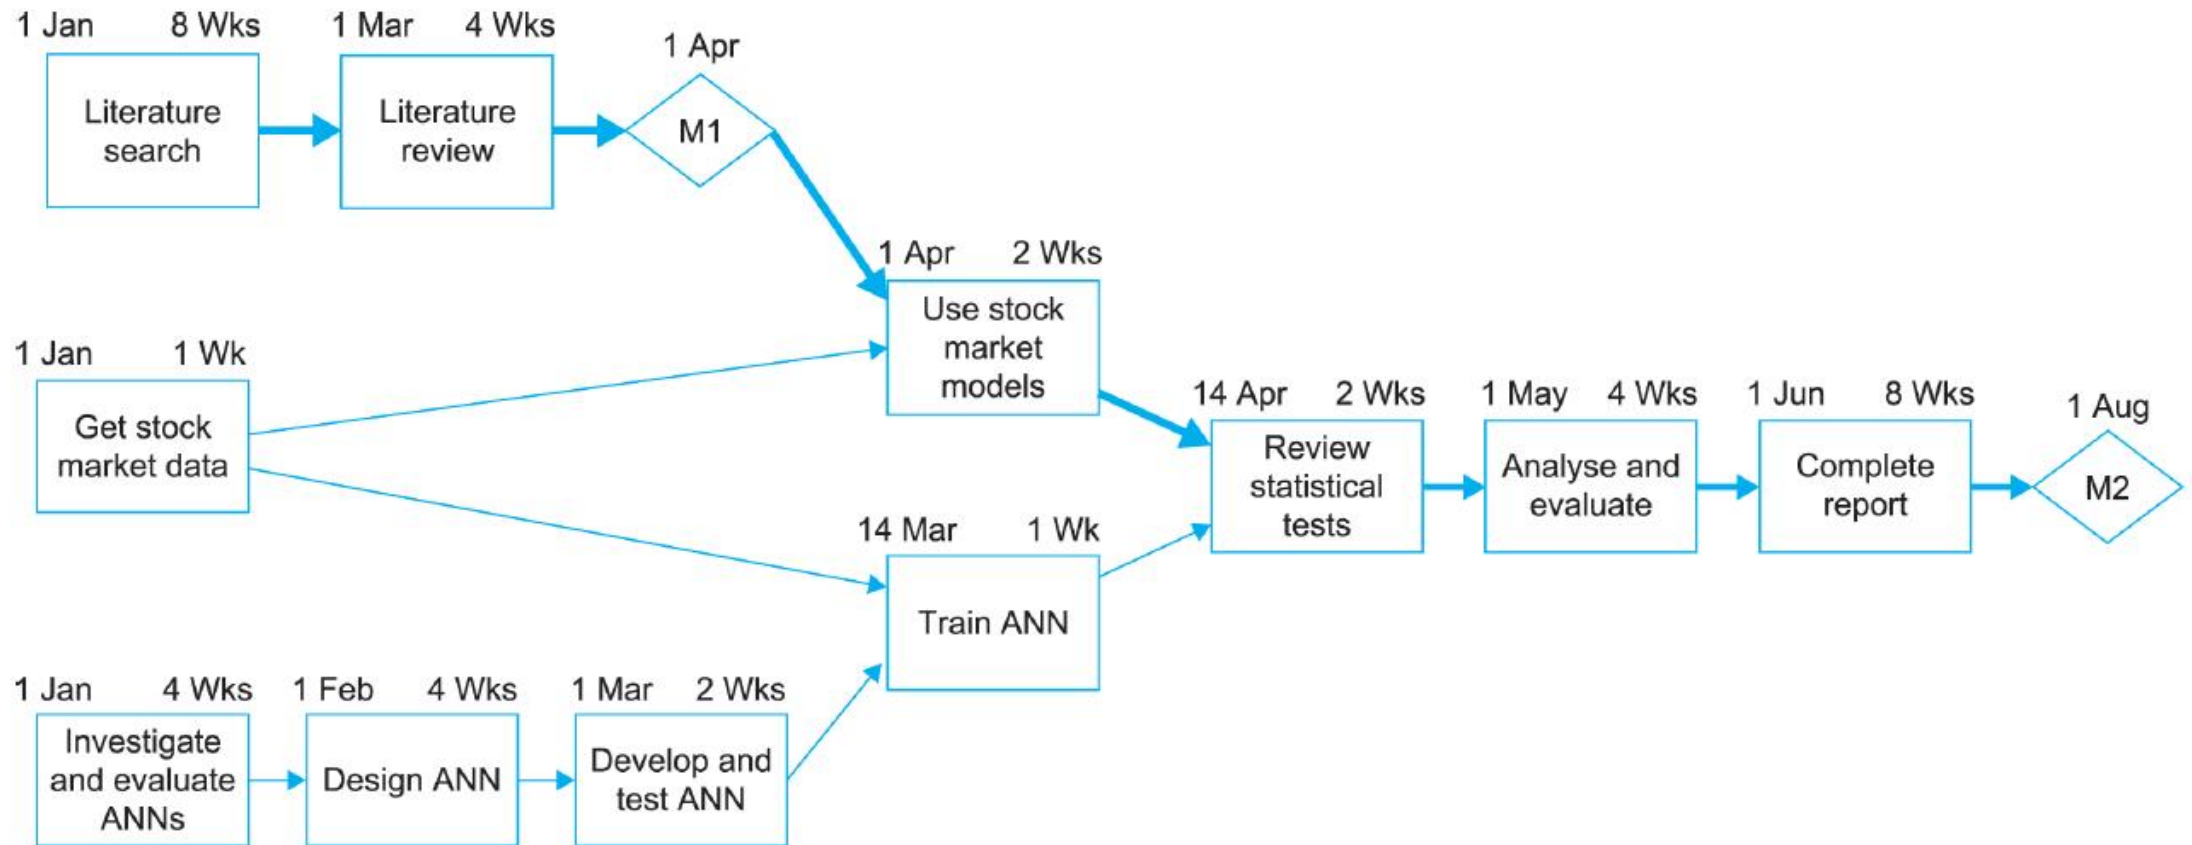 1 Jan 8 Wks
Literature
search
1 Mar 4 Wks
Literature
review
1 Apr
M1
1 Apr 2 Wks
Use stock
market
models
1 Jan 1 Wk
Get stock
market data
14 Mar 1 Wk
Train ANN
1 Jan 4 Wks
Investigate
and evaluate
ANNs
1 Feb 4 Wks
Design ANN
1 Mar 2 Wks
Develop and
test ANN
14 Apr 2 Wks
Review
statistical
tests
1 May 4 Wks
Analyse and
evaluate
1 Jun 8 Wks
Complete
report
1 Aug
M2